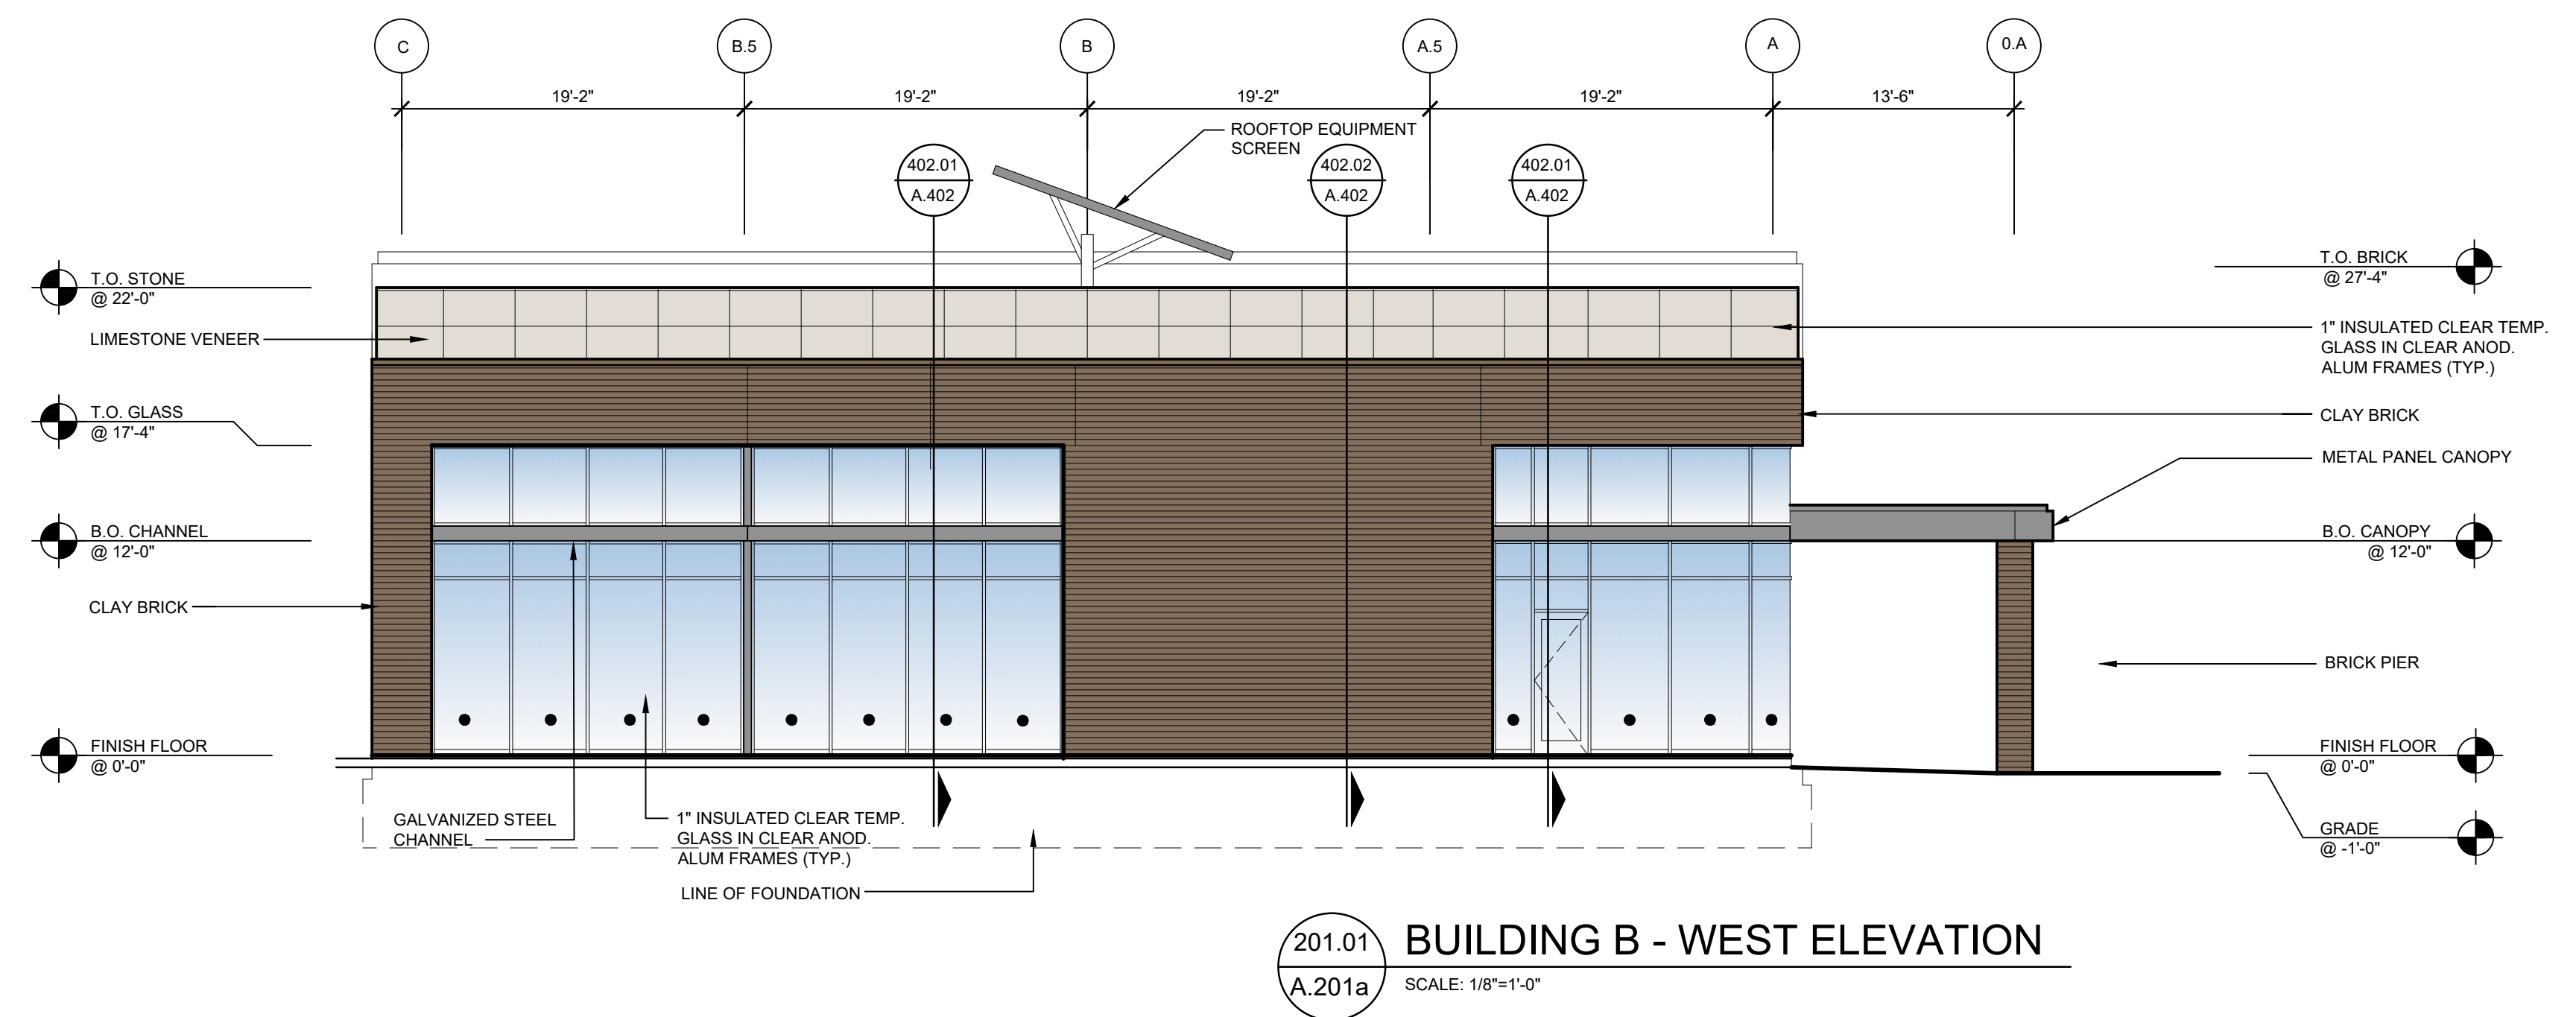 C
B.5
B
A.5
A
0.A
19'-2"
19'-2"
19'-2"
19'-2"
13'-6"
ROOFTOP EQUIPMENT
SCREEN
402.01
A.402
402.02
A.402
402.01
A.402
T.O. STONE
@ 22'-0"
LIMESTONE VENEER
T.O. GLASS
@ 17'-4"
B.O. CHANNEL
@ 12'-0"
CLAY BRICK
FINISH FLOOR
@ 0'-0"
T.O. BRICK
@ 27'-4"
1" INSULATED CLEAR TEMP.
GLASS IN CLEAR ANOD.
ALUM FRAMES (TYP.)
CLAY BRICK
METAL PANEL CANOPY
B.O. CANOPY
@ 12'-0"
BRICK PIER
FINISH FLOOR
@ 0'-0"
GRADE
@ -1'-0"
GALVANIZED STEEL
CHANNEL
1" INSULATED CLEAR TEMP.
GLASS IN CLEAR ANOD.
ALUM FRAMES (TYP.)
LINE OF FOUNDATION
201.01
A.201a
BUILDING B - WEST ELEVATION
SCALE: 1/8"=1'-0"